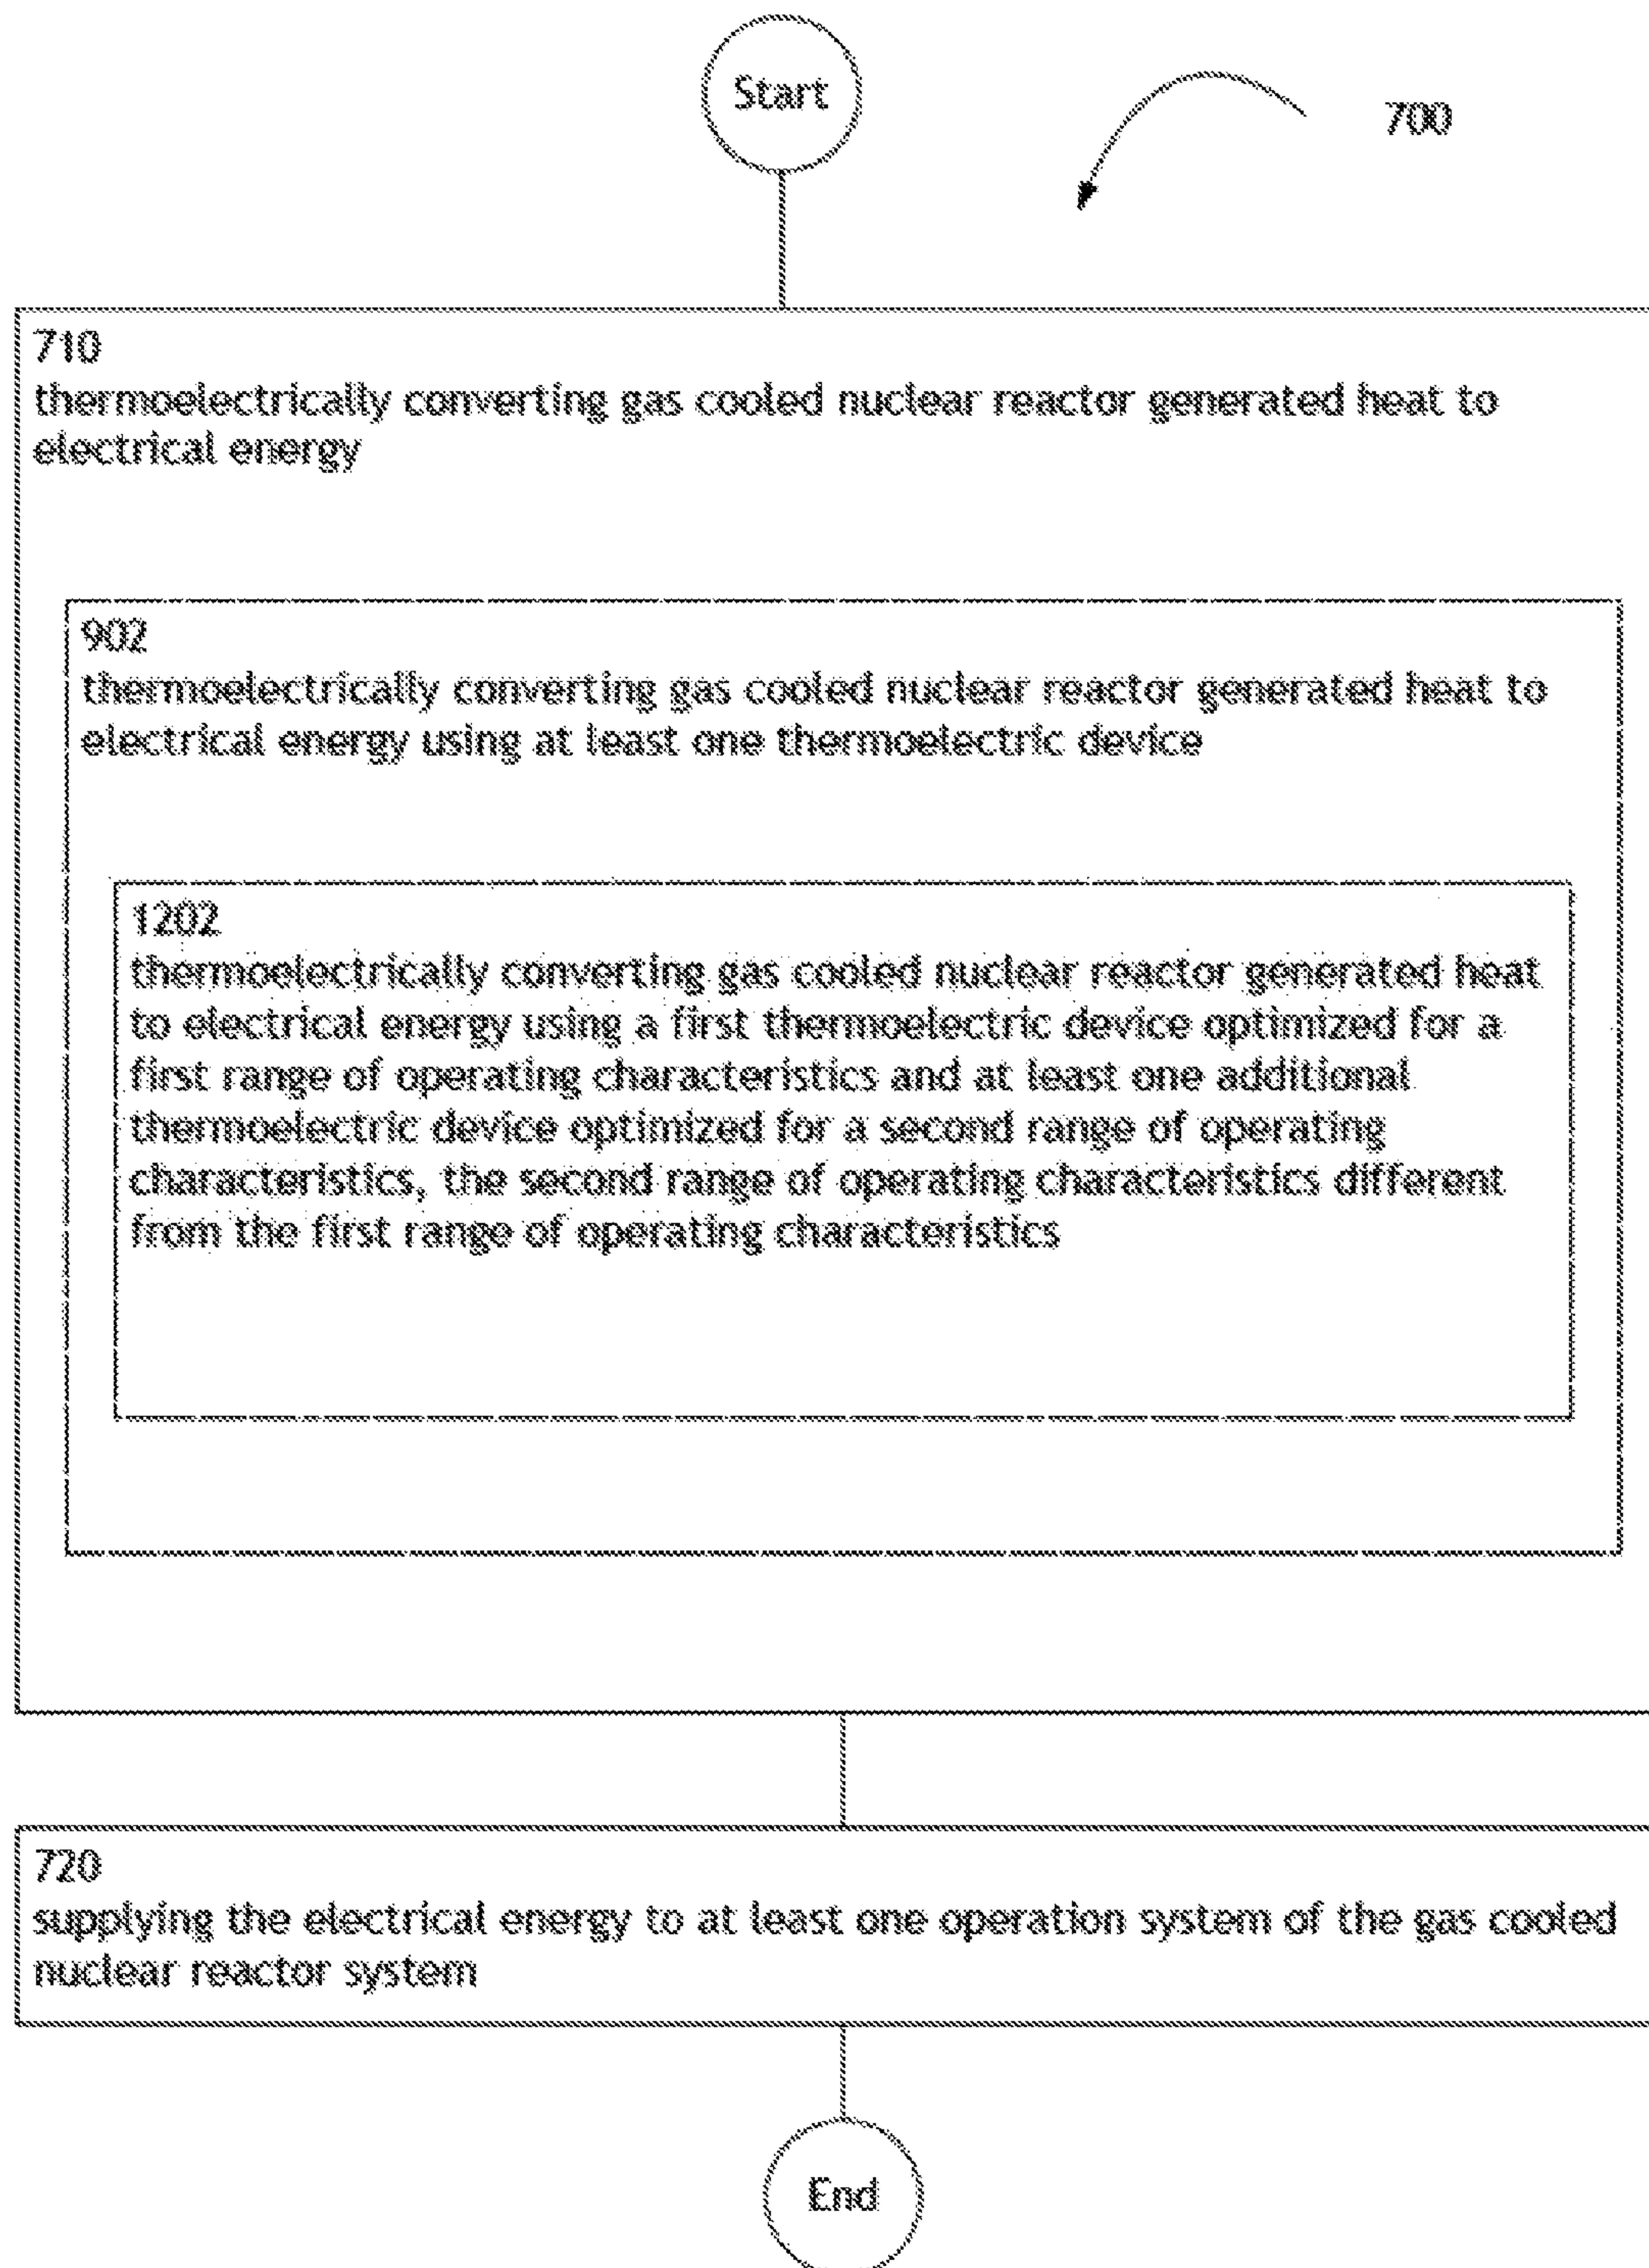 Start
700
710
thermoelectrically converting gas cooled nuclear reactor generated heat to
electrical energy
902
thermoelectrically converting gas cooled nuclear reactor generated heat to
electrical energy using at least one thermoelectric device
1202
thermoelectrically converting gas cooled nuclear reactor generated heat
to electrical energy using a first thermoelectric device optimized for a
first range of operating characteristics and at least one additional
thermoelectric device optimized for a second range of operating
characteristics, the second range of operating characteristics different
from the first range of operating characteristics
720
supplying the electrical energy to at least one operation system of the gas cooled
nuclear reactor system
End